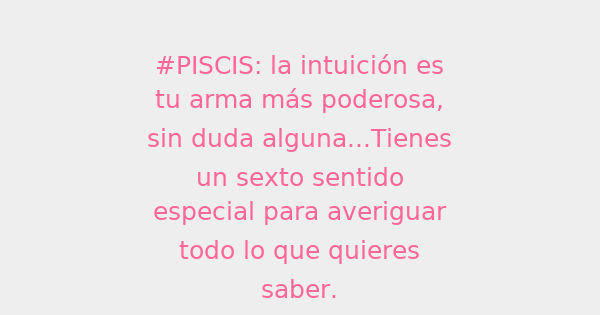 #PISCIS: la intuición es
tu arma más poderosa,
sin duda alguna...Tienes
un sexto sentido
especial para averiguar
todo lo que quieres
saber.